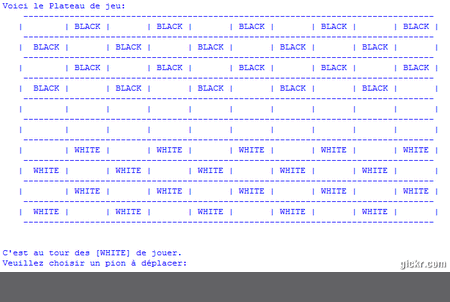 Voici le Plateau de jeu:
| | BLACK | | BLACK | | BLACK | | BLACK | | BLACK |
| BLACK | | BLACK | | BLACK | | BLACK | | BLACK | |
| | BLACK | | BLACK | | BLACK | | BLACK | | BLACK |
| BLACK | | BLACK | | BLACK | | BLACK | | BLACK | |
| | | | | | | | | | |
| | | | | | | | | | |
| | WHITE | | WHITE | | WHITE | | WHITE | | WHITE |
| WHITE | | WHITE | | WHITE | | WHITE | | WHITE | |
| | WHITE | | WHITE | | WHITE | | WHITE | | WHITE |
| WHITE | | WHITE | | WHITE | | WHITE | | WHITE | |
C'est au tour des [WHITE] de jouer.
Veuillez choisir un pion à déplacer:
gickr.com